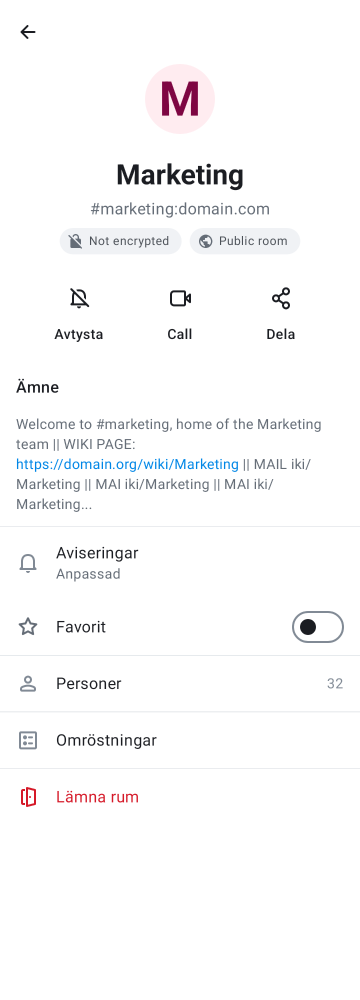 M
Marketing
#marketing:domain.com
Not encrypted
Public room
Avtysta
Call
Dela
Ämne
Welcome to #marketing, home of the Marketing
team || WIKI PAGE:
https://domain.org/wiki/Marketing || MAIL iki/
Marketing || MAI iki/Marketing || MAI iki/
Marketing...
Aviseringar
Anpassad
Favorit
Personer 32
Omröstningar
Lämna rum